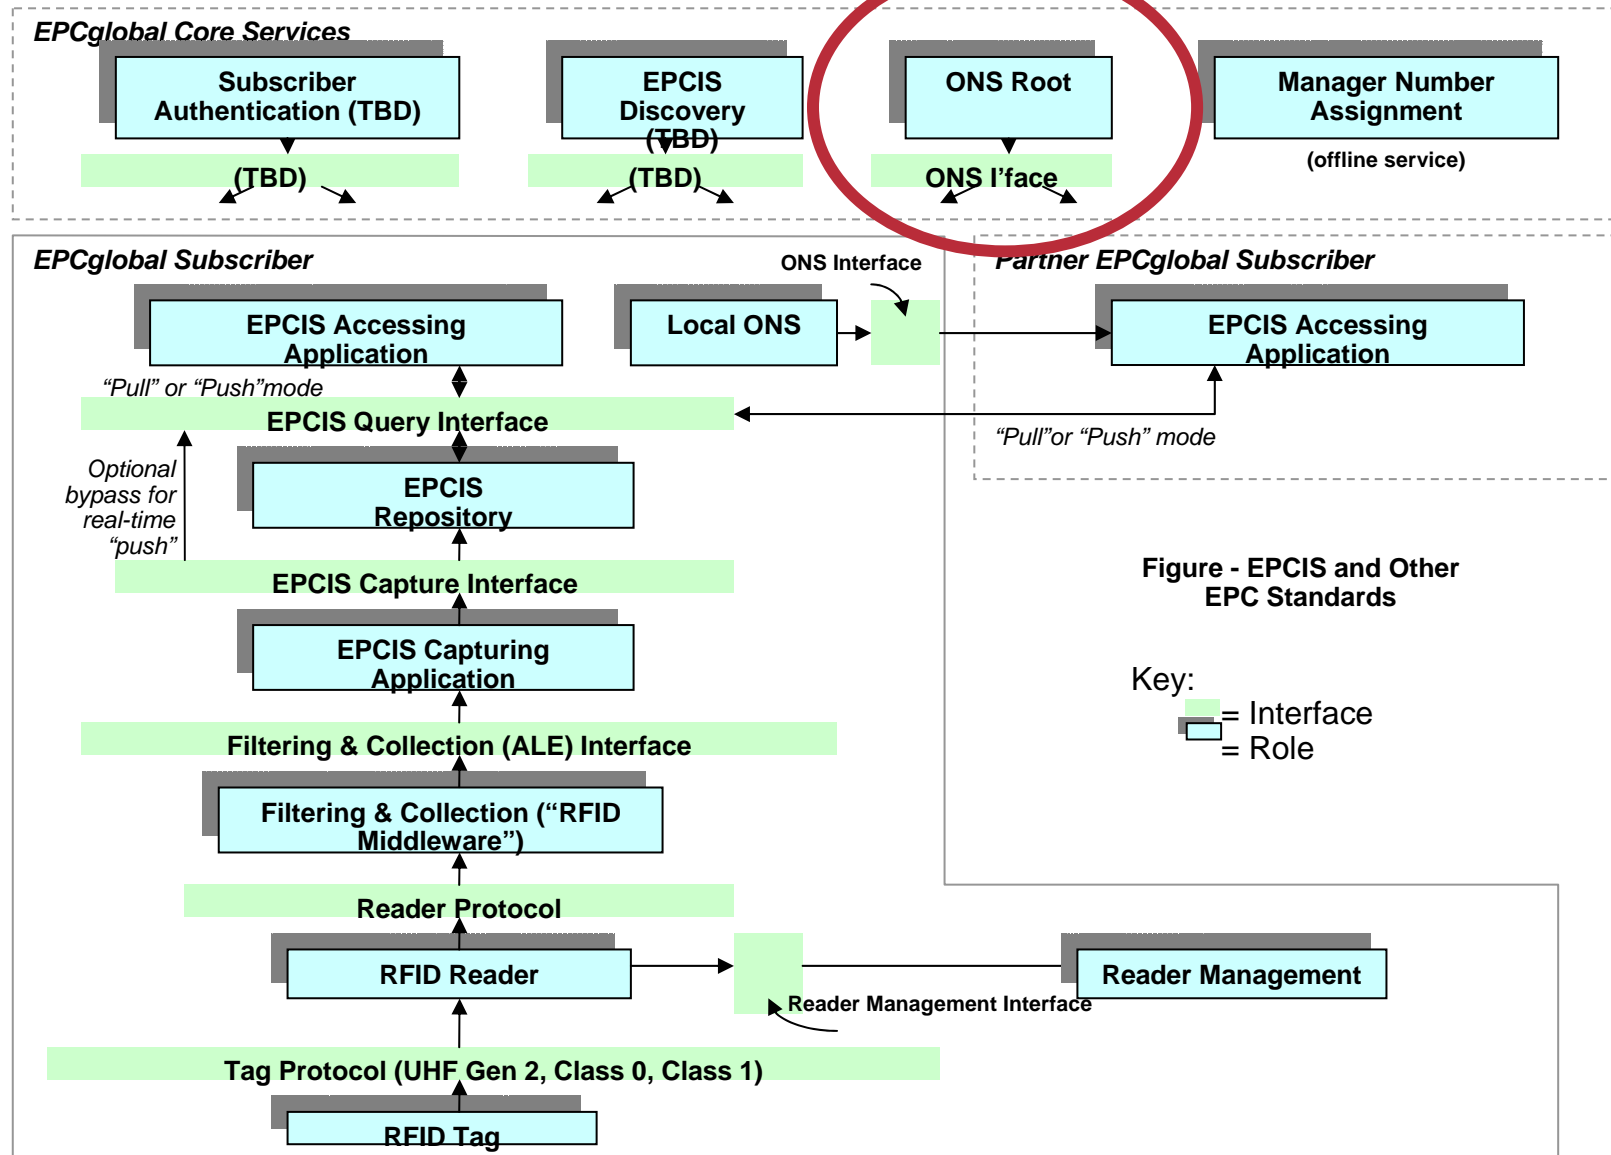 EPCglobal Core Services
Subscriber
Authentication (TBD)
EPCIS
Discovery
(TBD)
ONS Root
Manager Number
Assignment
(offline service)
(TBD)
(TBD)
ONS I'face
EPCglobal Subscriber
ONS Interface
Partner EPCglobal Subscriber
EPCIS Accessing
Application
Local ONS
EPCIS Accessing
Application
“Pull” or “Push”mode
EPCIS Query Interface
“Pull”or “Push” mode
Optional
bypass for
real-time
“push”
EPCIS
Repository
EPCIS Capture Interface
Figure - EPCIS and Other
EPC Standards
EPCIS Capturing
Application
Key:
= Interface
= Role
Filtering & Collection (ALE) Interface
Filtering & Collection (“RFID
Middleware”)
Reader Protocol
RFID Reader
Reader Management
Reader Management Interface
Tag Protocol (UHF Gen 2, Class 0, Class 1)
RFID Tag